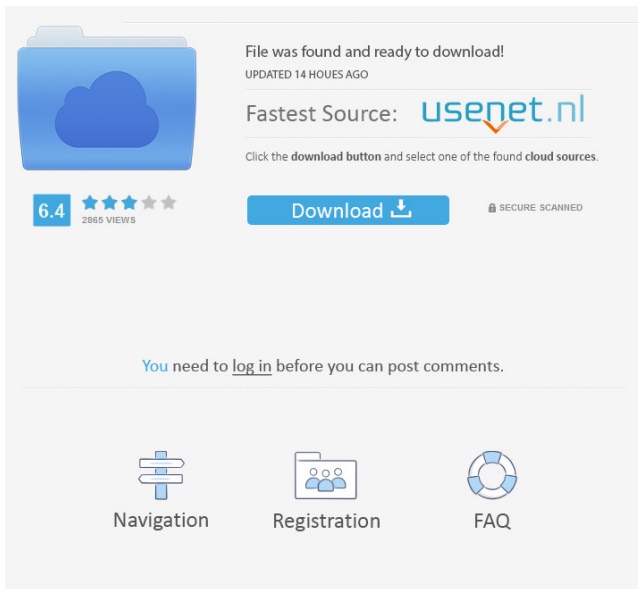 File was found and ready to download!
UPDATED 14 HOUES AGO
Fastest Source: usenet.nl
Click the download button and select one of the found cloud sources.
6.4
2865 VIEWS
Download
SECURE SCANNED
You need to log in before you can post comments.
Navigation
Registration
FAQ